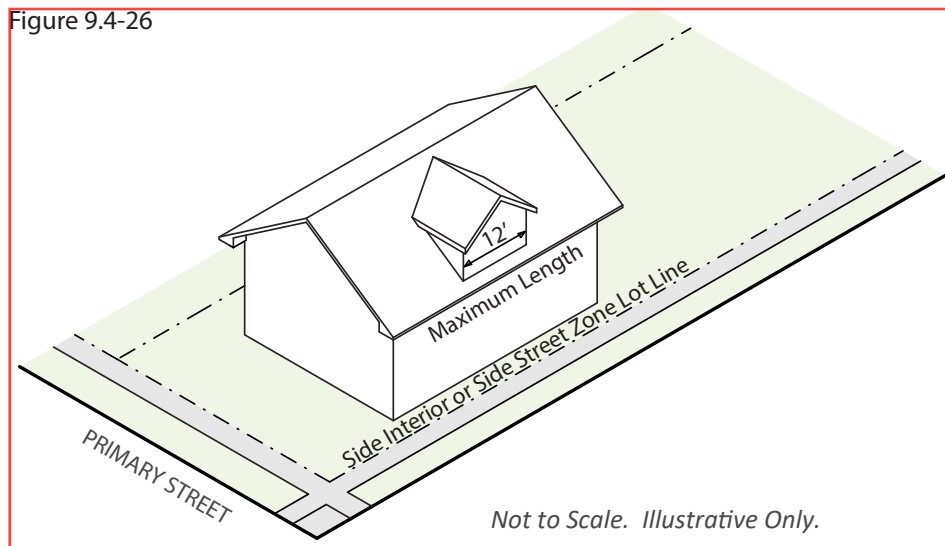 Figure 9.4-26
12'
Maximum Length
Side Interior or Side Street Zone Lot Line
PRIMARY STREET
Not to Scale.  Illustrative Only.